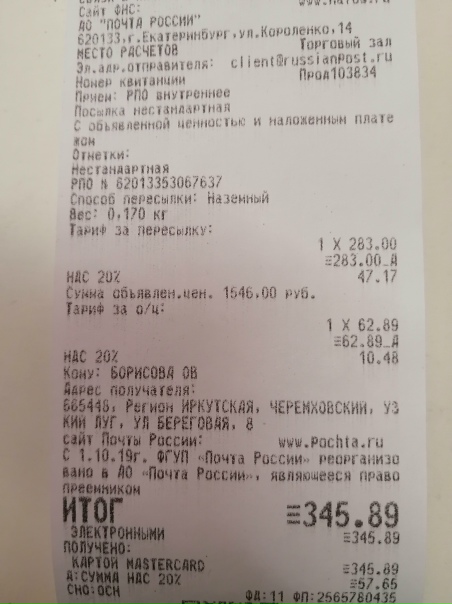 Сайт ФНС:
АО "ПОЧТА РОССИИ"
620133,г.Екатеринбург,ул.Короленко,14
МЕСТО РАСЧЕТОВ Торговый зал
Эл.адр.отправителя: client@russianpost.ru
Номер квитанции Прод103834
Прием: РПО внутреннее
Посылка нестандартная
С объявленной ценностью и наложенным плате
жом
Отметки:
Нестандартная
РПО № 62013353067637
Способ пересылки: Наземный
Вес: 0,170 кг
Тариф за пересылку:
1 X 283.00
≡283.00_А
НДС 20% 47.17
Сумма объявлен.цен. 1546.00 руб.
Тариф за о/ц:
1 X 62.89
≡62.89_А
НДС 20% 10.48
Кому: БОРИСОВА ОВ
Адрес получателя:
665448, Регион ИРКУТСКАЯ, ЧЕРЕМХОВСКИЙ, УЗ
КИЙ ЛУГ, УЛ БЕРЕГОВАЯ, 8
сайт Почты России: www.Pochta.ru
С 1.10.19г. ФГУП «Почта России» реорганизо
вано в АО «Почта России», являющееся право
преемником
ИТОГ ≡345.89
ЭЛЕКТРОННЫМИ ≡345.89
ПОЛУЧЕНО:
КАРТОЙ MASTERCARD ≡345.89
А:СУММА НДС 20% ≡57.65
СНО:ОСН ФД:11 ФП:2565780435